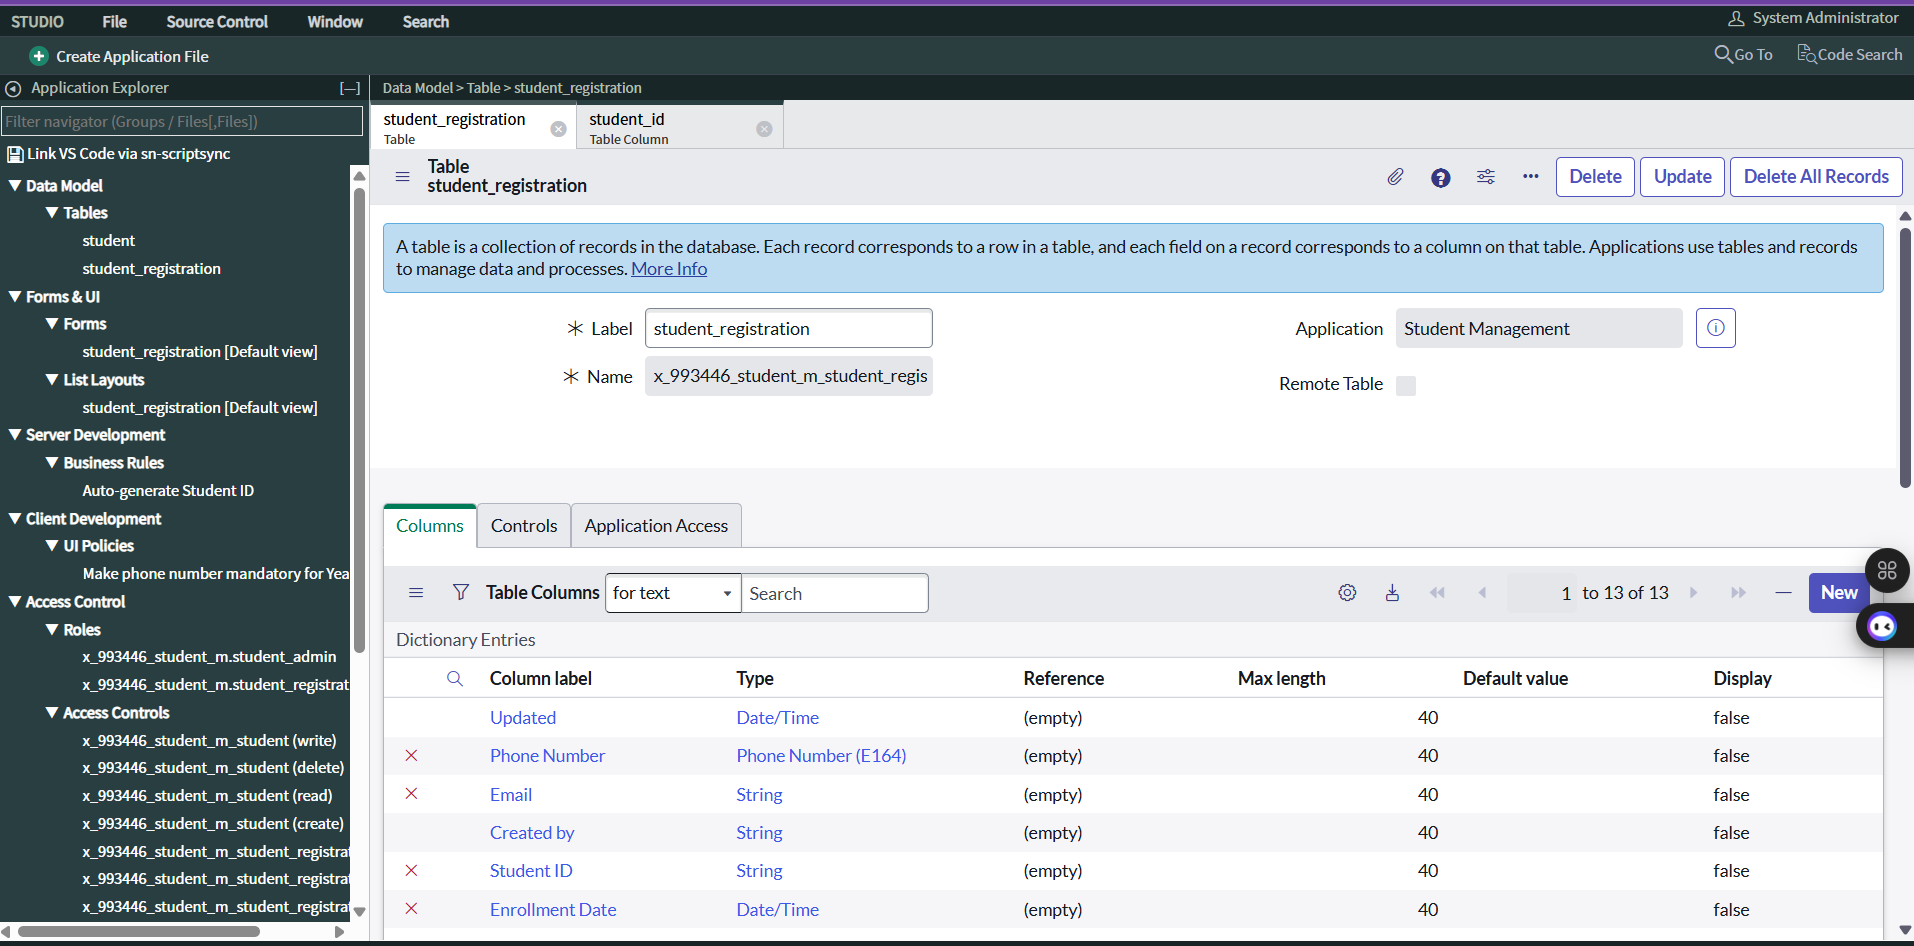 STUDIO File Source Control Window Search
System Administrator
Create Application File
Go To Code Search
Application Explorer [—]
Data Model > Table > student_registration
Filter navigator (Groups / Files[,Files])
Link VS Code via sn-scriptsync
Data Model
Tables
student
student_registration
Forms & UI
Forms
student_registration [Default view]
List Layouts
student_registration [Default view]
Server Development
Business Rules
Auto-generate Student ID
Client Development
UI Policies
Make phone number mandatory for Yea
Access Control
Roles
x_993446_student_m.student_admin
x_993446_student_m.student_registrat
Access Controls
x_993446_student_m_student (write)
x_993446_student_m_student (delete)
x_993446_student_m_student (read)
x_993446_student_m_student (create)
x_993446_student_m_student_registrat
x_993446_student_m_student_registrat
x_993446_student_m_student_registrat
student_registration
Table
student_id
Table Column
Table
student_registration
Delete Update Delete All Records
A table is a collection of records in the database. Each record corresponds to a row in a table, and each field on a record corresponds to a column on that table. Applications use tables and records
to manage data and processes. More Info
Label student_registration
Application Student Management
Name x_993446_student_m_student_regis
Remote Table
Columns Controls Application Access
Table Columns for text Search 1 to 13 of 13 New
Dictionary Entries
Column label Type Reference Max length Default value Display
Updated Date/Time (empty) 40 false
Phone Number Phone Number (E164) (empty) 40 false
Email String (empty) 40 false
Created by String (empty) 40 false
Student ID String (empty) 40 false
Enrollment Date Date/Time (empty) 40 false